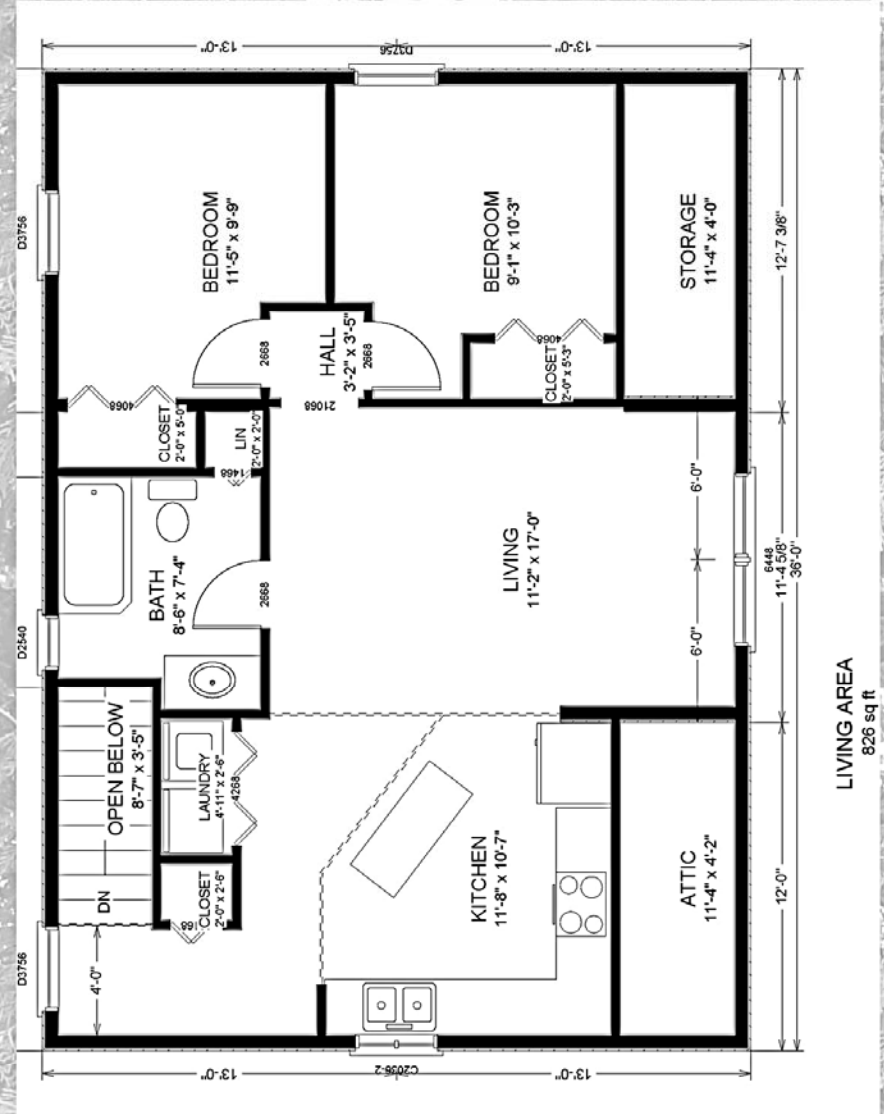 13'-0"
D3756
13'-0"
D3756
BEDROOM
11'-5" x 9'-9"
BEDROOM
9'-1" x 10'-3"
STORAGE
11'-4" x 4'-0"
12'-7 3/8"
2668
HALL
3'-2" x 3'-5"
2668
4068
CLOSET
2'-0" x 5'-3"
4068
CLOSET
2'-0" x 5'-0"
LIN
2'-0" x 2'-0"
21068
1468
6'-0"
BATH
8'-6" x 7'-4"
2668
LIVING
11'-2" x 17'-0"
6448
11'-4 5/8"
36'-0"
D2540
6'-0"
OPEN BELOW
8'-7" x 3'-5"
LAUNDRY
4'-11" x 2'-6"
4268
LIVING AREA
826 sq ft
DN
CLOSET
2'-0" x 2'-6"
168
KITCHEN
11'-8" x 10'-7"
ATTIC
11'-4" x 4'-2"
12'-0"
D3756
4'-0"
13'-0"
C2036-2
13'-0"